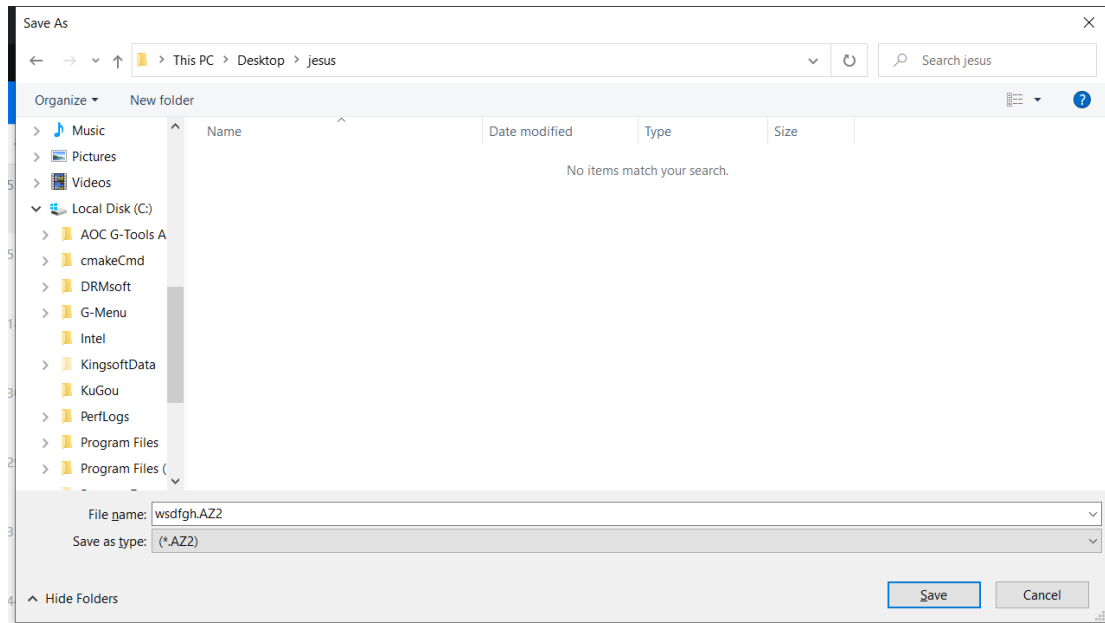 Save As
This PC > Desktop > jesus
Search jesus
Organize
New folder
Name
Date modified
Type
Size
No items match your search.
Music
Pictures
Videos
Local Disk (C:)
AOC G-Tools A
cmakeCmd
DRMsoft
G-Menu
Intel
KingsoftData
KuGou
PerfLogs
Program Files
Program Files (
File name: wsdfgh.AZ2
Save as type: (*.AZ2)
Hide Folders
Save
Cancel